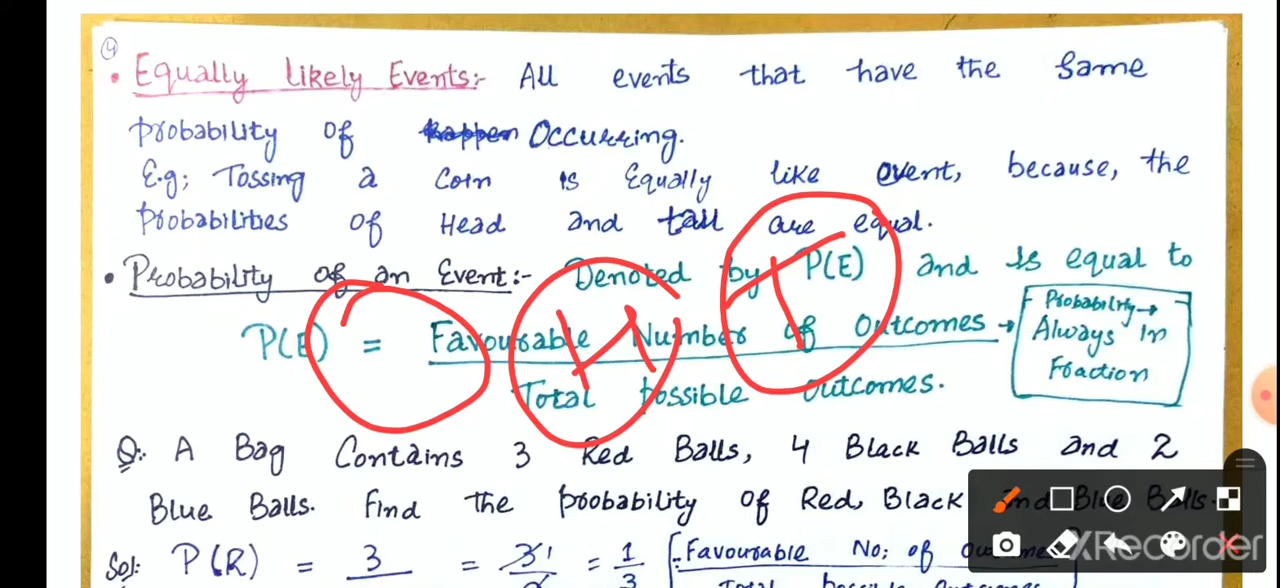 4
• Equally Likely Events:- All events that have the same
probability of happen Occurring.
E.g; Tossing a Coin is Equally like event, because, the
probabilities of Head and tail are equal.
• Probability of an Event:- Denoted by P(E) and Is equal to
P(E) = Favourable Number of Outcomes → Probability→ Always in Fraction
Total possible Outcomes.
H T
Q:. A Bag Contains 3 Red Balls, 4 Black Balls and 2
Blue Balls. Find the probability of Red, Black and Blue Balls.
Sol: P(R) = 3 = 3 1 = 1/3 [:. Favourable No: of
Total
XRecorder